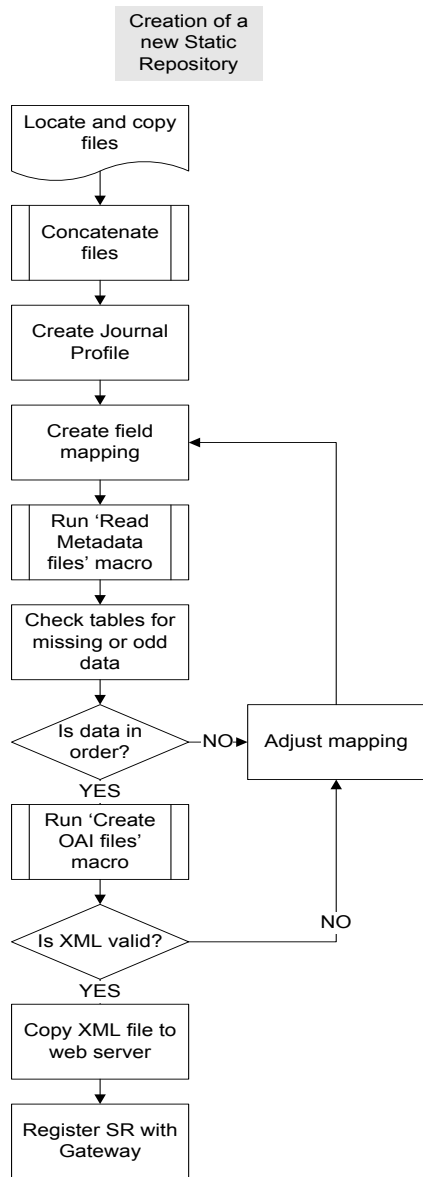 Creation of a
new Static
Repository
Locate and copy
files
Concatenate
files
Create Journal
Profile
Create field
mapping
Run ‘Read
Metadata
files’ macro
Check tables for
missing or odd
data
Is data in
order?
NO
Adjust mapping
YES
Run ‘Create
OAI files’
macro
NO
Is XML valid?
YES
Copy XML file to
web server
Register SR with
Gateway